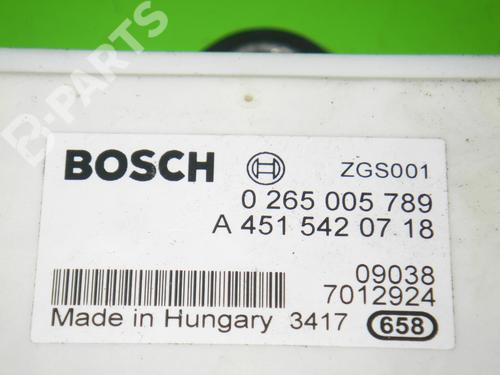 B-PARTS
BOSCH ZGS001
0 265 005 789
A 451 542 07 18
09038
7012924
Made in Hungary 3417 658